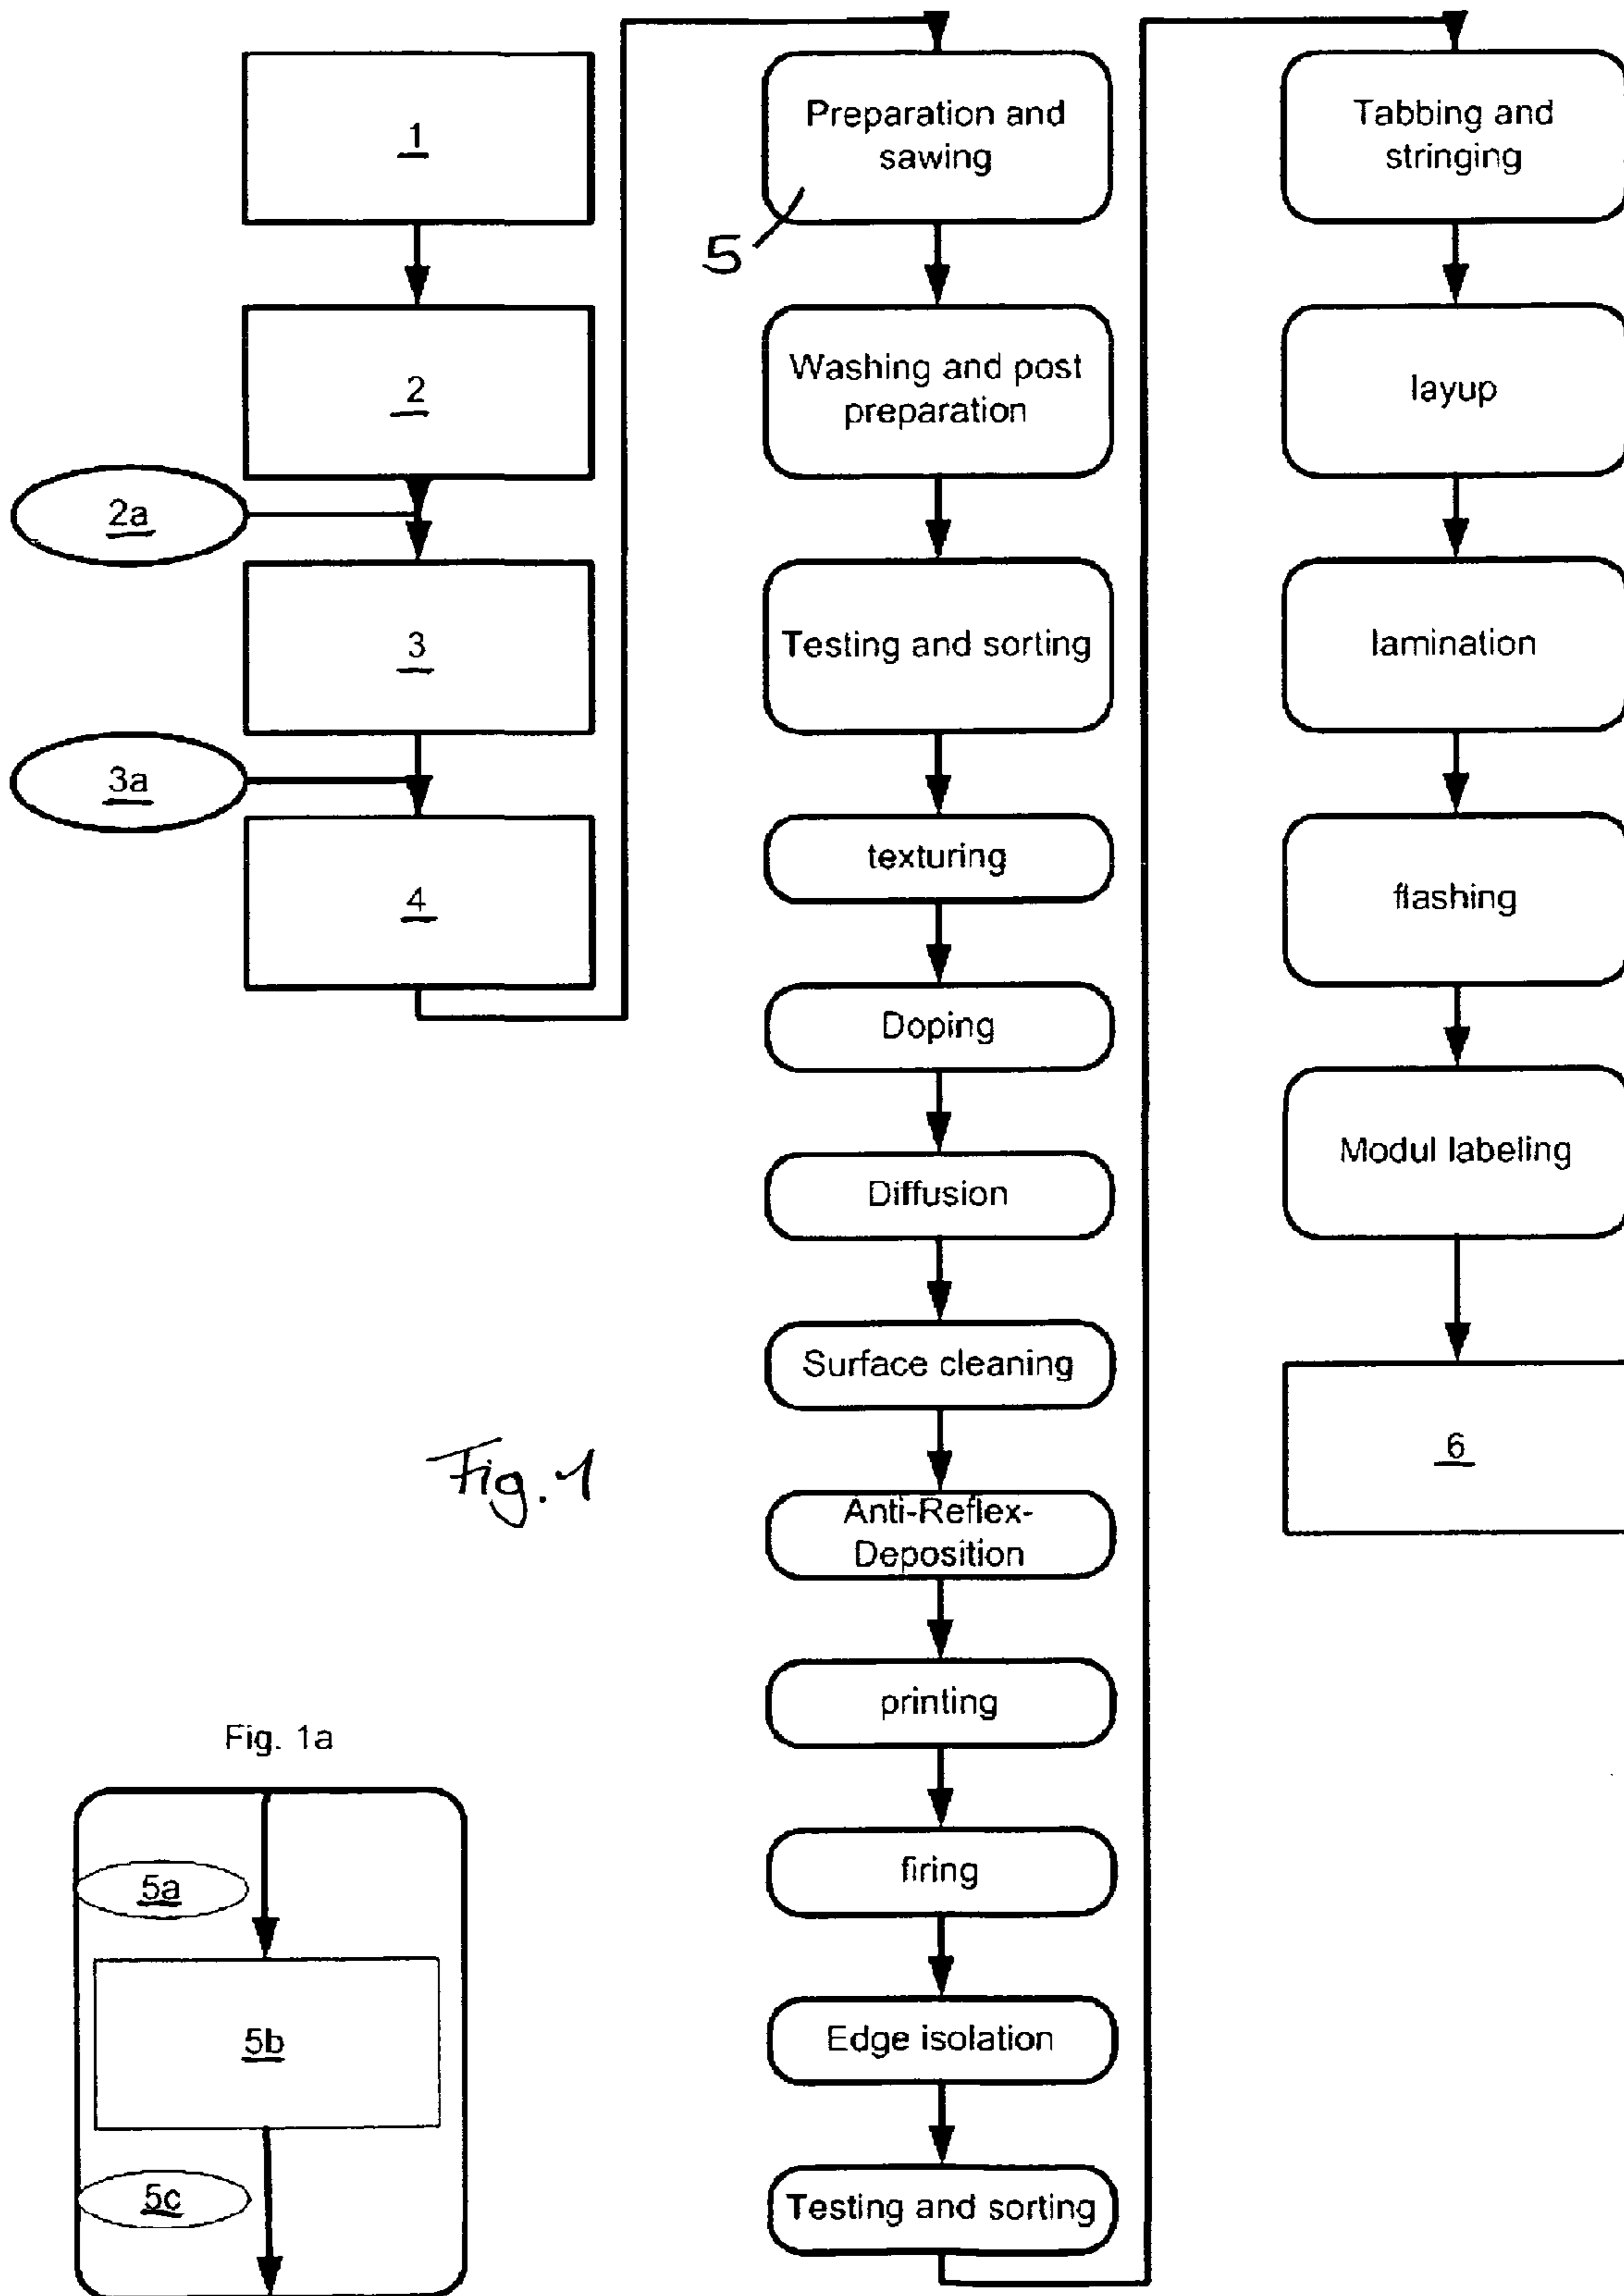 1
2
2a
3
3a
4
Preparation and
sawing
5
Washing and post
preparation
Testing and sorting
texturing
Doping
Diffusion
Surface cleaning
Anti-Reflex-
Deposition
printing
firing
Edge isolation
Testing and sorting
Tabbing and
stringing
layup
lamination
flashing
Modul labeling
6
Fig. 1
Fig. 1a
5a
5b
5c